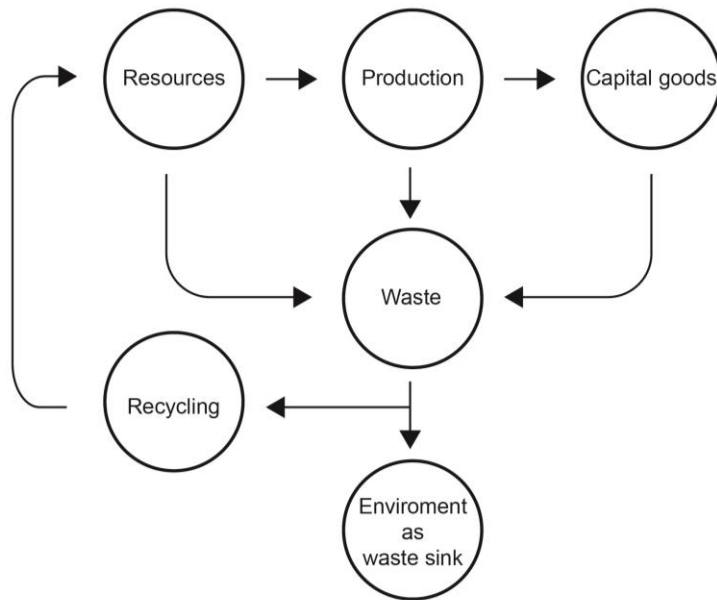 Resources
Production
Capital goods
Waste
Recycling
Enviroment
as
waste sink